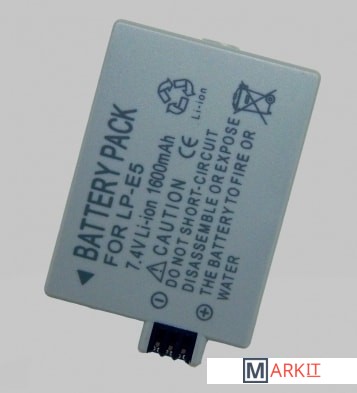 BATTERY PACK
FOR LP-E5
7.4V Li-ion 1600mAh
CAUTION CE
DO NOT SHORT-CIRCUIT
DISASSEMBLE OR EXPOSE
THE BATTERY TO FIRE OR
WATER
Li-ion
MARKIT